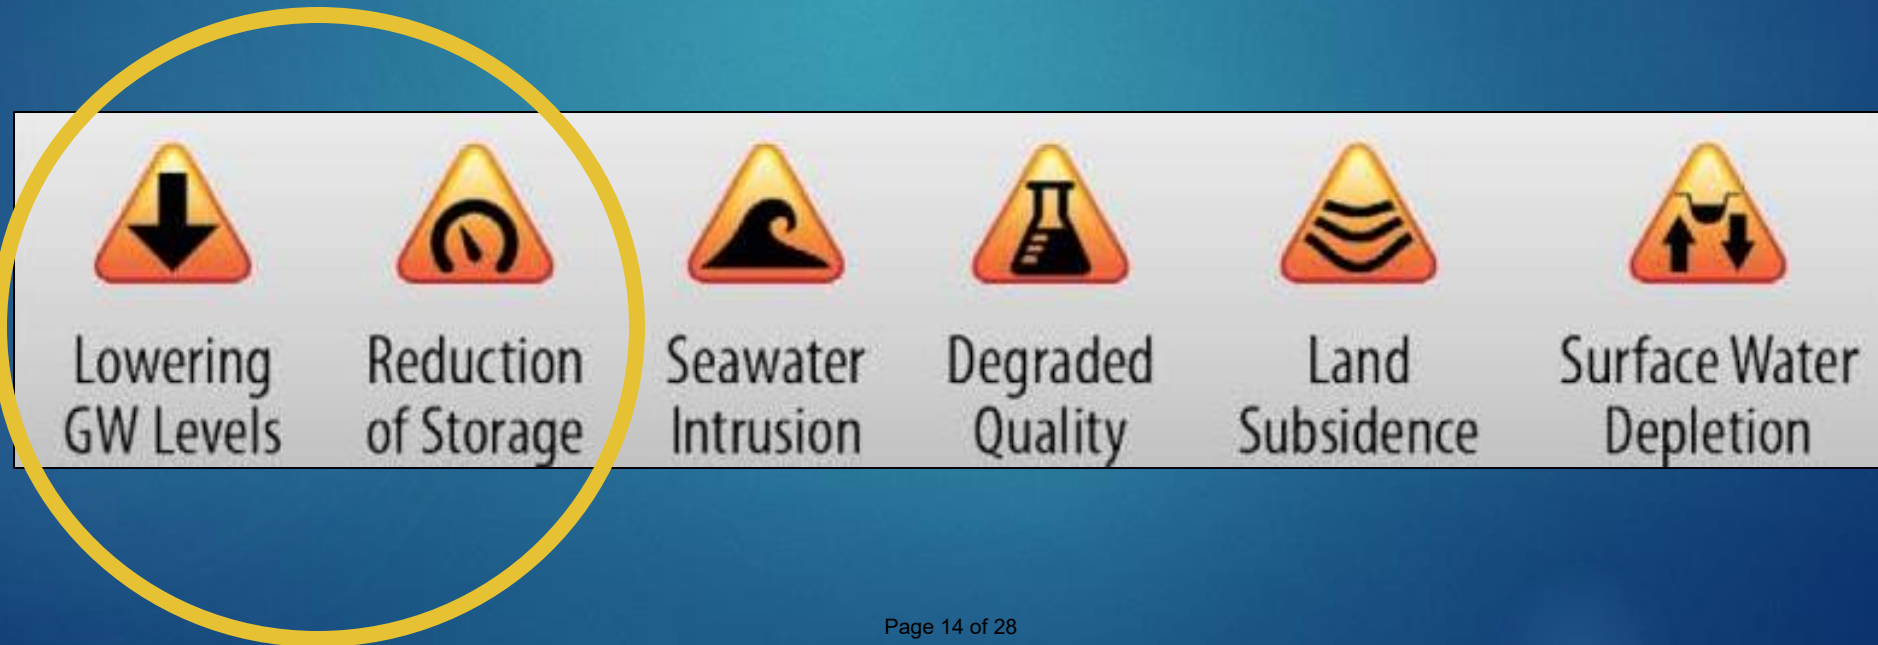 Lowering
GW Levels
Reduction
of Storage
Seawater
Intrusion
Degraded
Quality
Land
Subsidence
Surface Water
Depletion
Page 14 of 28